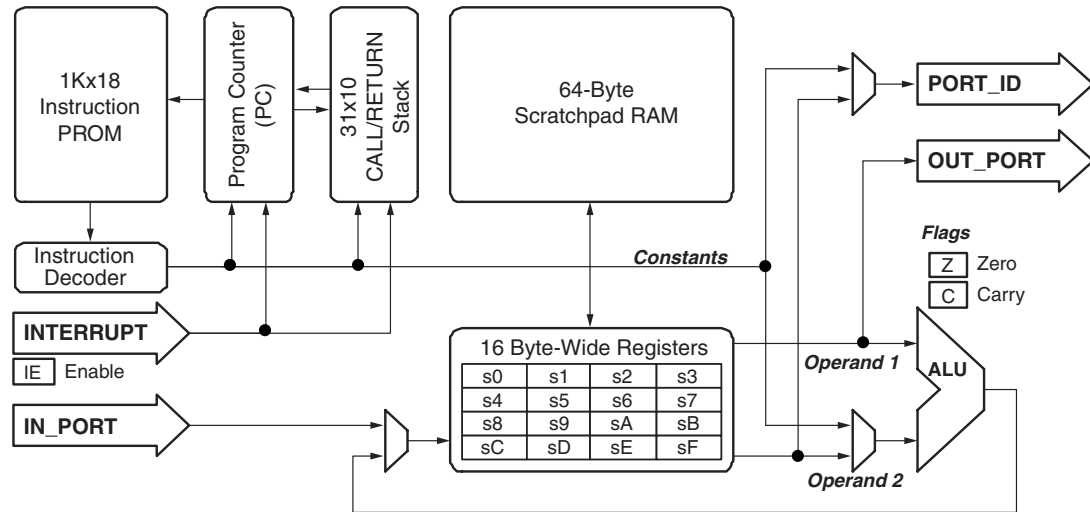 1Kx18
Instruction
PROM
Program Counter
(PC)
31x10
CALL/RETURN
Stack
64-Byte
Scratchpad RAM
PORT_ID
OUT_PORT
Instruction
Decoder
Constants
Flags
Z Zero
C Carry
INTERRUPT
IE Enable
16 Byte-Wide Registers
s0 s1 s2 s3
s4 s5 s6 s7
s8 s9 sA sB
sC sD sE sF
Operand 1
ALU
IN_PORT
Operand 2